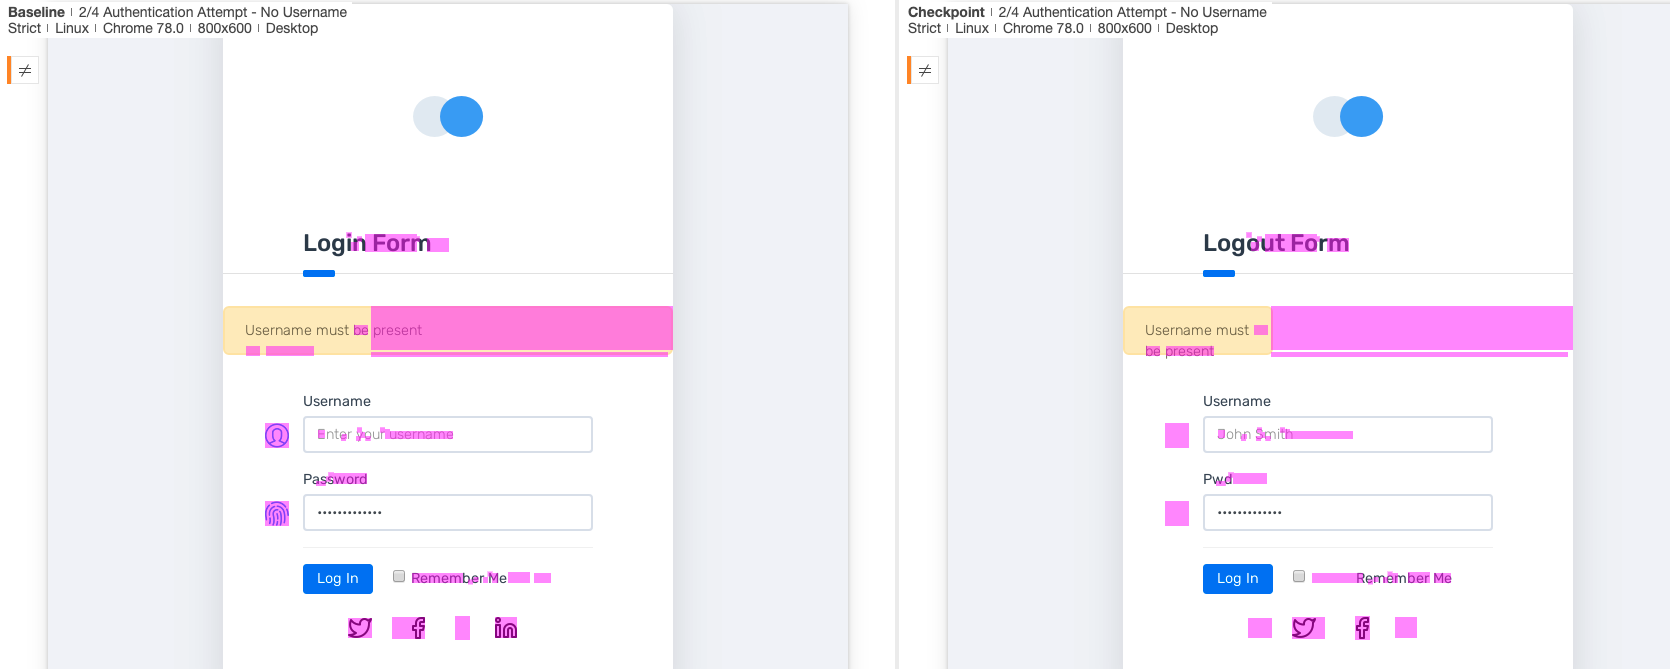 Baseline | 2/4 Authentication Attempt - No Username
Strict | Linux | Chrome 78.0 | 800x600 | Desktop
≠
Login Form
Username must be present
Username
Enter your username
Password
•••••••••••••
Log In
Remember Me
Checkpoint | 2/4 Authentication Attempt - No Username
Strict | Linux | Chrome 78.0 | 800x600 | Desktop
≠
Logout Form
Username must
be present
Username
John Smith
Pwd
•••••••••••••
Log In
Remember Me